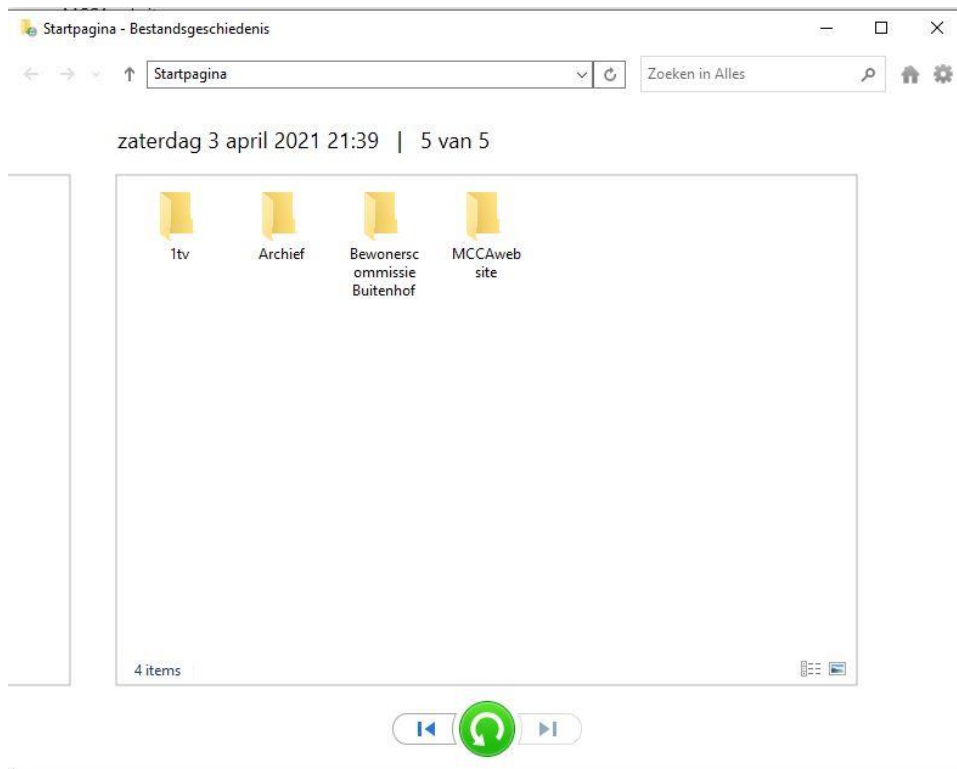 Startpagina - Bestandsgeschiedenis
Startpagina
Zoeken in Alles
zaterdag 3 april 2021 21:39 | 5 van 5
1tv
Archief
Bewonersc
ommissie
Buitenhof
MCCAweb
site
4 items